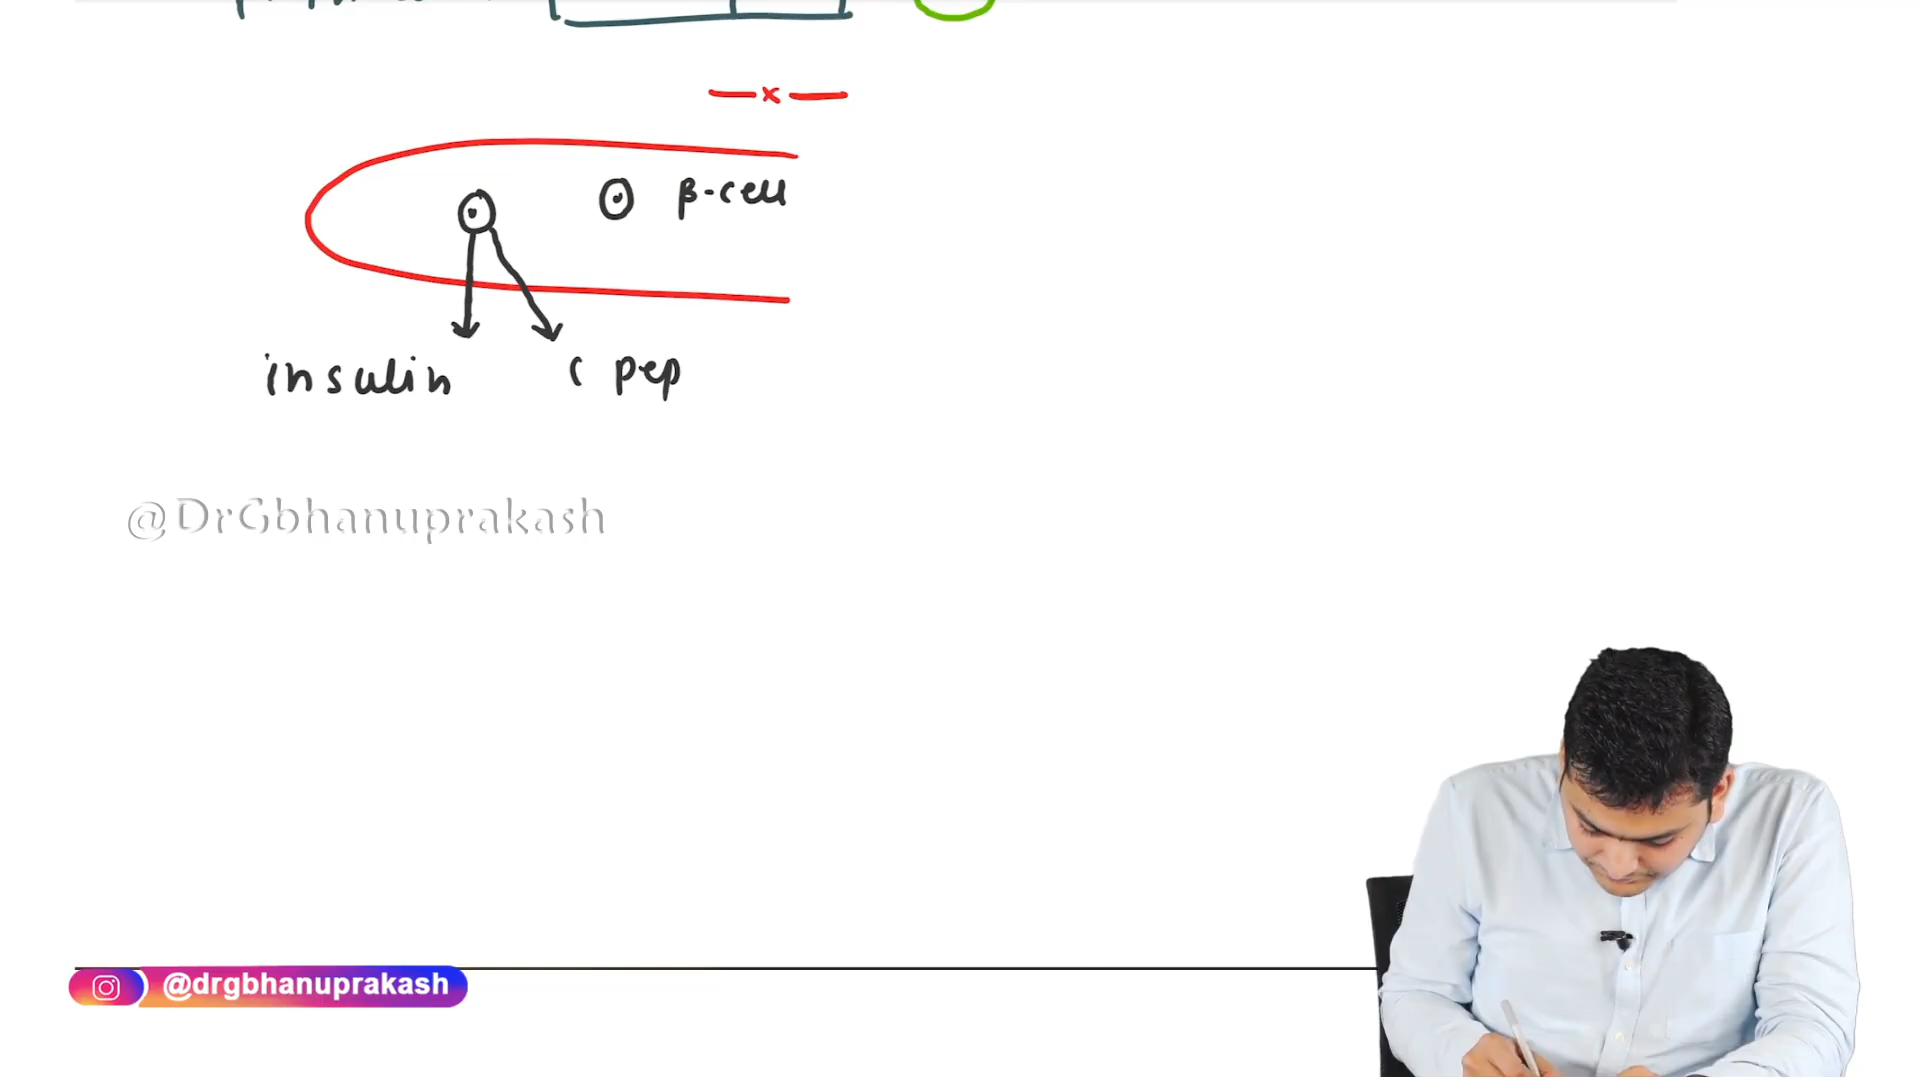 β-cell
insulin
C pep
@DrGbhanuprakash
@drgbhanuprakash